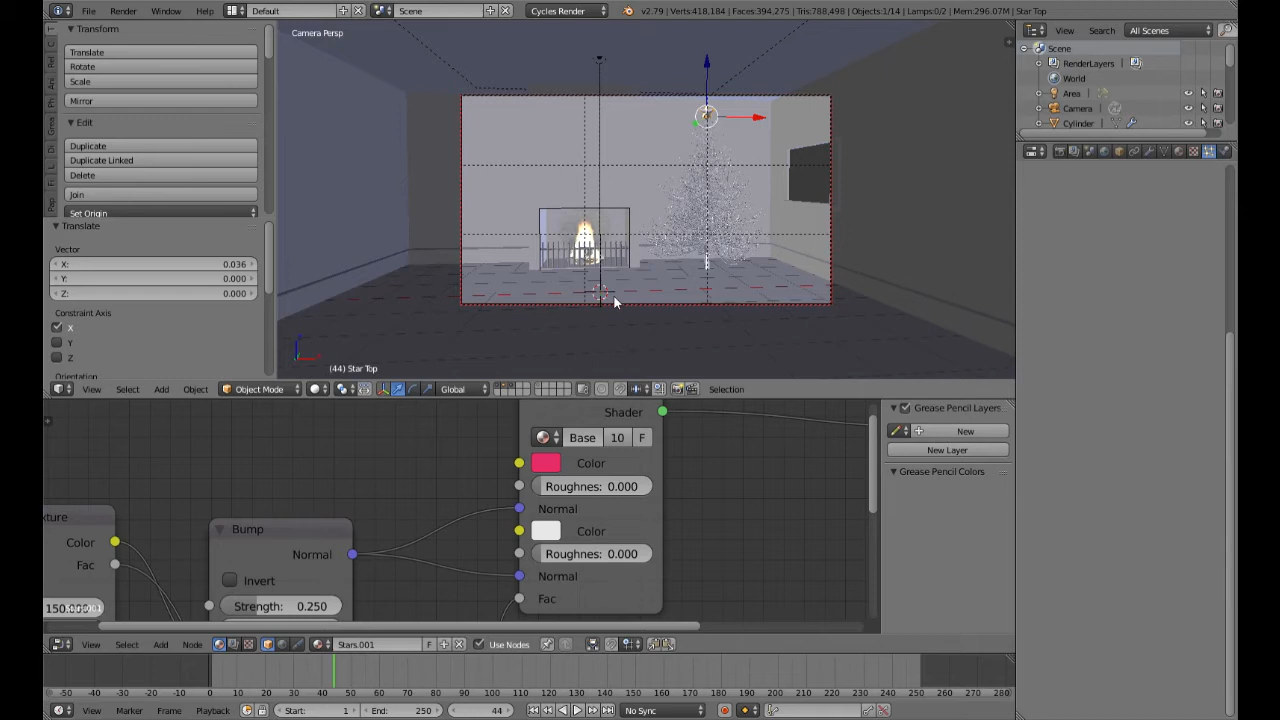 File Render Window Help Default Scene Cycles Render v2.79 | Verts:418,184 | Faces:394,275 | Tris:788,498 | Objects:1/14 | Lamps:0/2 | Mem:296.07M | Star Top
Transform
Translate
Rotate
Scale
Mirror
Edit
Duplicate
Duplicate Linked
Delete
Join
Set Origin
Translate
Vector
X: 0.036
Y: 0.000
Z: 0.000
Constraint Axis
X
Y
Z
Orientation
Camera Persp
(44) Star Top
View Select Add Object Object Mode Global Selection
View Search All Scenes
Scene
RenderLayers
World
Area
Camera
Cylinder
Color
Fac
Bump
Normal
Invert
Strength: 0.250
Shader
Base 10 F
Color
Roughnes: 0.000
Normal
Color
Roughnes: 0.000
Normal
Fac
Grease Pencil Layers
New
New Layer
Grease Pencil Colors
View Select Add Node Stars.001 F Use Nodes
-50 -40 -30 -20 -10 0 10 20 30 40 50 60 70 80 90 100 110 120 130 140 150 160 170 180 190 200 210 220 230 240 250 260 270 280
View Marker Frame Playback Start: 1 End: 250 44 No Sync